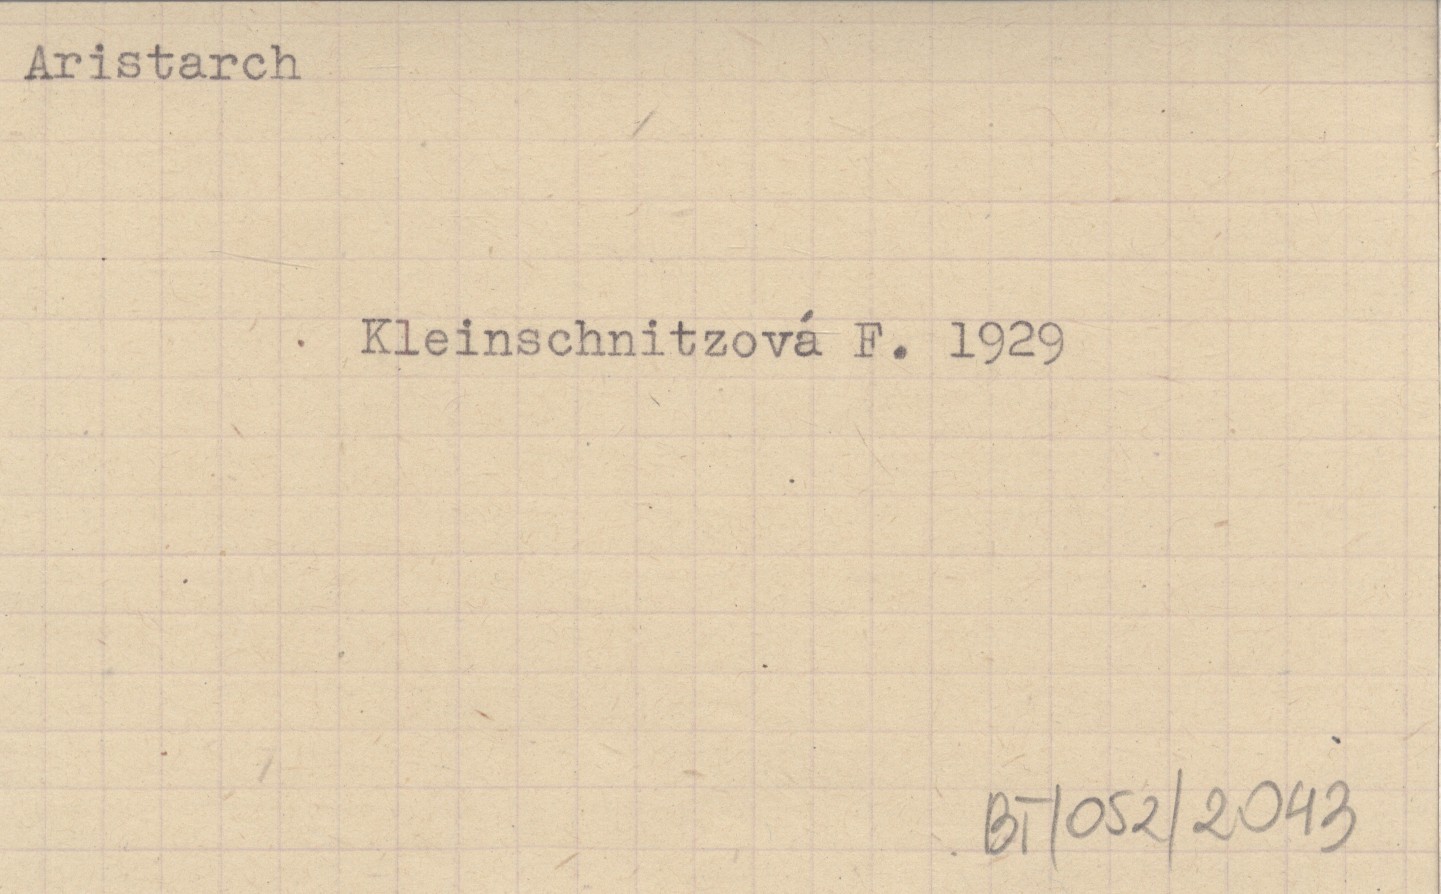 Aristarch
Kleinschnitzová F. 1929
BT/052/2043